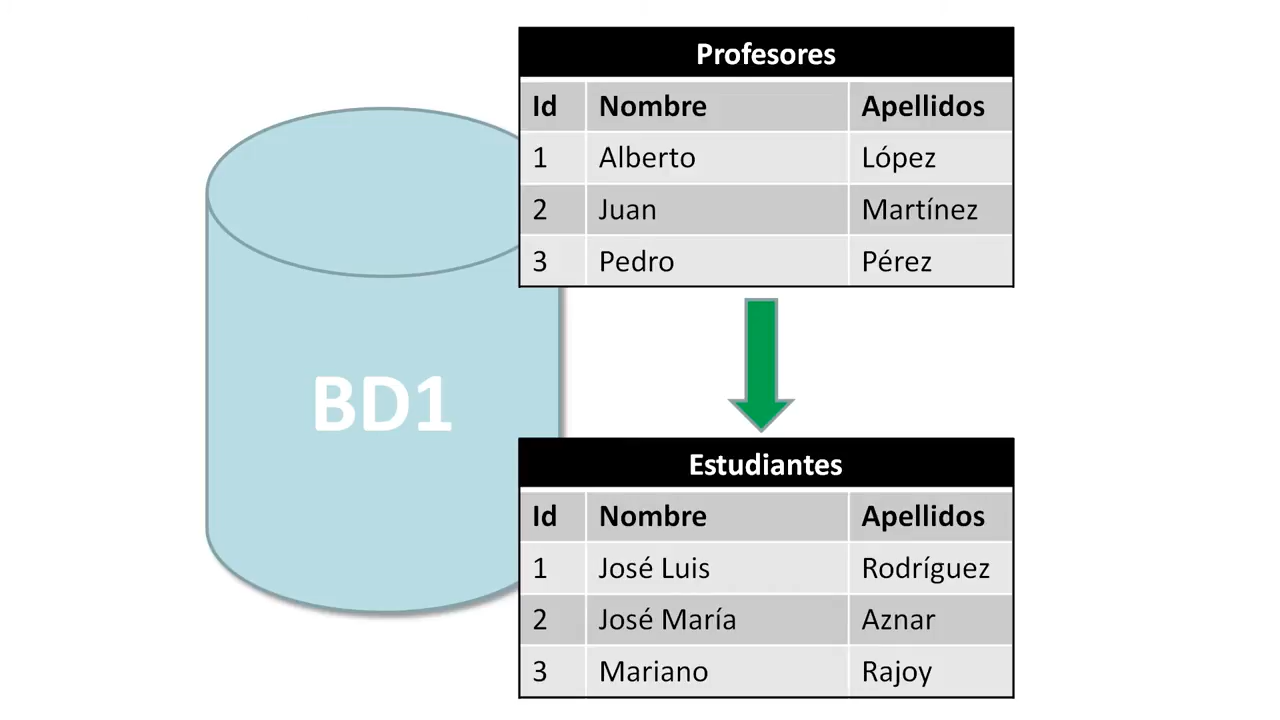 Profesores
Id Nombre Apellidos
1 Alberto López
2 Juan Martínez
3 Pedro Pérez
BD1
Estudiantes
Id Nombre Apellidos
1 José Luis Rodríguez
2 José María Aznar
3 Mariano Rajoy